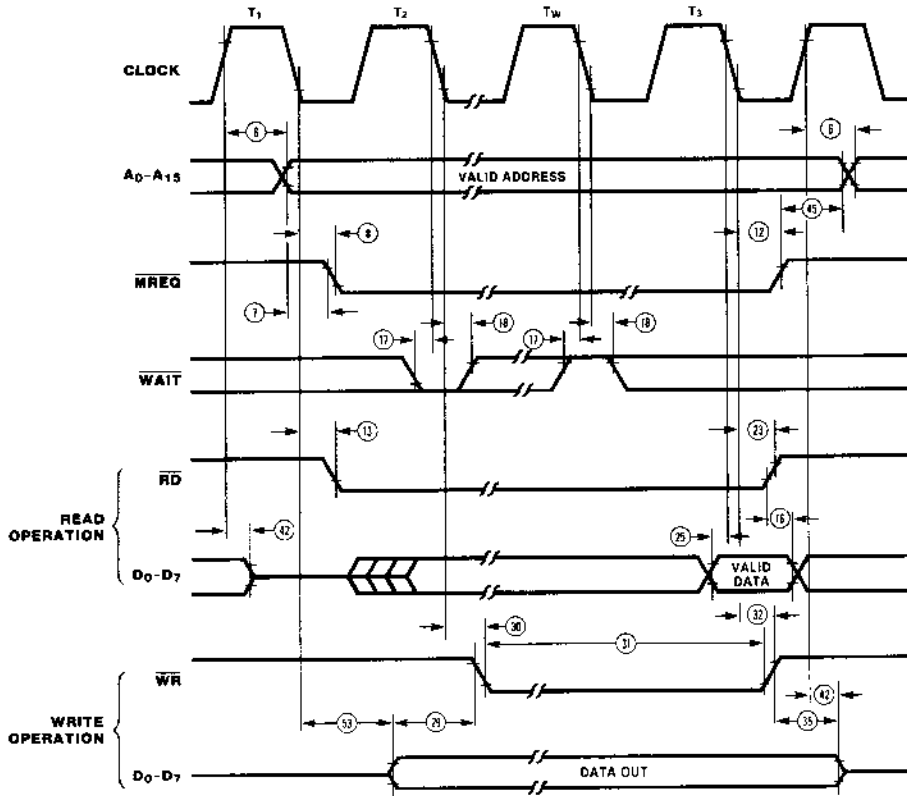 T1 T2 TW T3
CLOCK
6 6
A0–A15 VALID ADDRESS
45
8 12
MREQ
7
17 18 17 18
WAIT
13 23
RD
READ OPERATION
42 16
25
D0–D7 VALID DATA
32
30
31
WR
42
WRITE OPERATION
53 29 35
D0–D7 DATA OUT